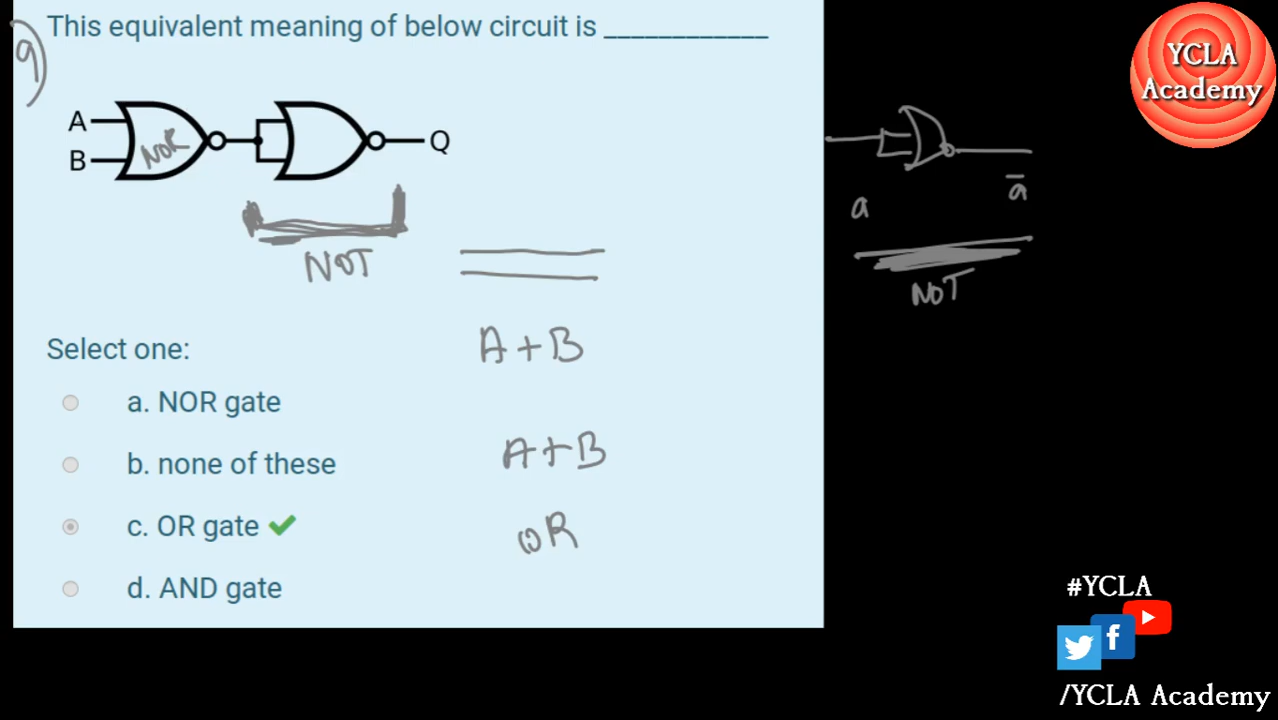 This equivalent meaning of below circuit is ____________
9)
A
B
NOR
Q
NOT
a
a̅
NOT
A+B
A+B
OR
Select one:
a. NOR gate
b. none of these
c. OR gate ✔
d. AND gate
YCLA
Academy
#YCLA
/YCLA Academy